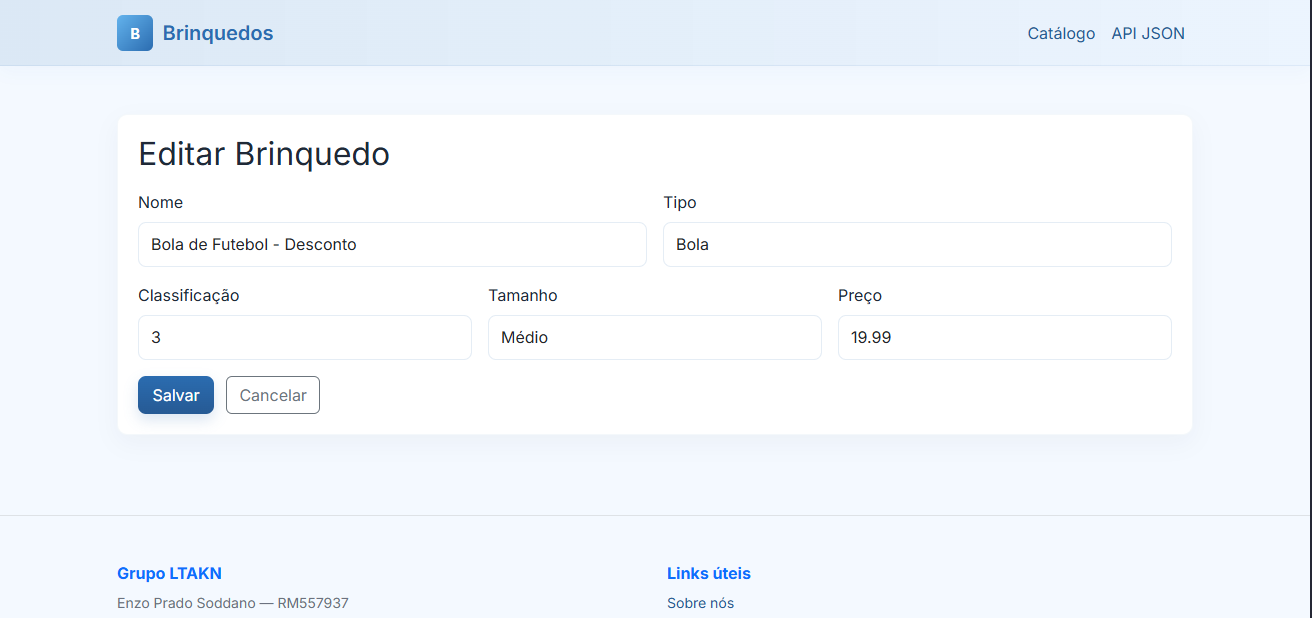 B Brinquedos Catálogo API JSON
Editar Brinquedo
Nome Tipo
Bola de Futebol - Desconto Bola
Classificação Tamanho Preço
3 Médio 19.99
Salvar Cancelar
Grupo LTAKN Links úteis
Enzo Prado Soddano — RM557937 Sobre nós